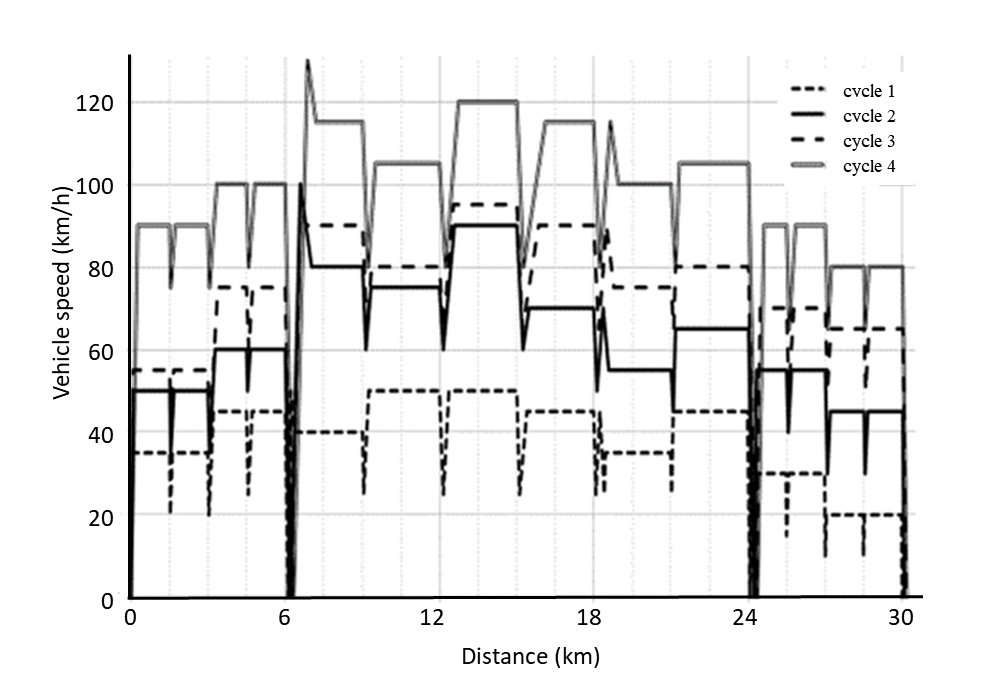 120
100
80
60
40
20
0
Vehicle speed (km/h)
0 6 12 18 24 30
Distance (km)
cvcle 1
cvcle 2
cvcle 3
cycle 4